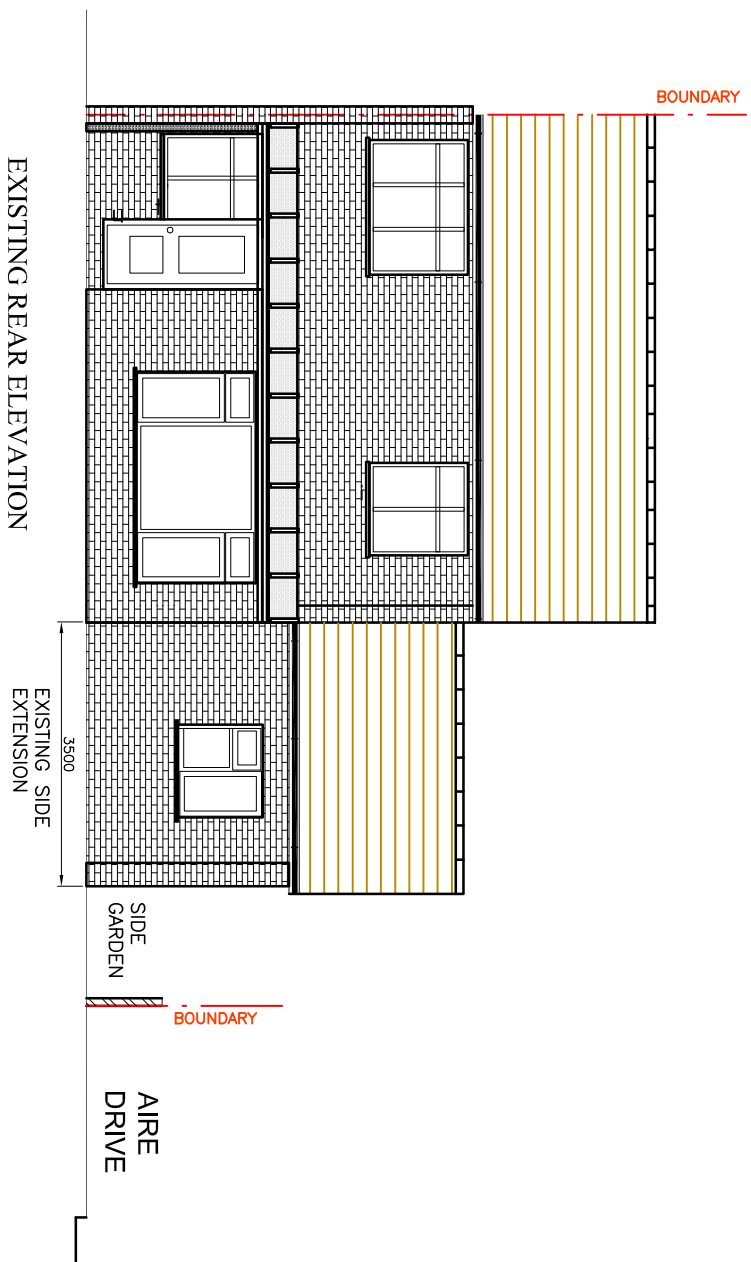 BOUNDARY
3500
EXISTING SIDE
EXTENSION
SIDE
GARDEN
BOUNDARY
AIRE
DRIVE
EXISTING REAR ELEVATION